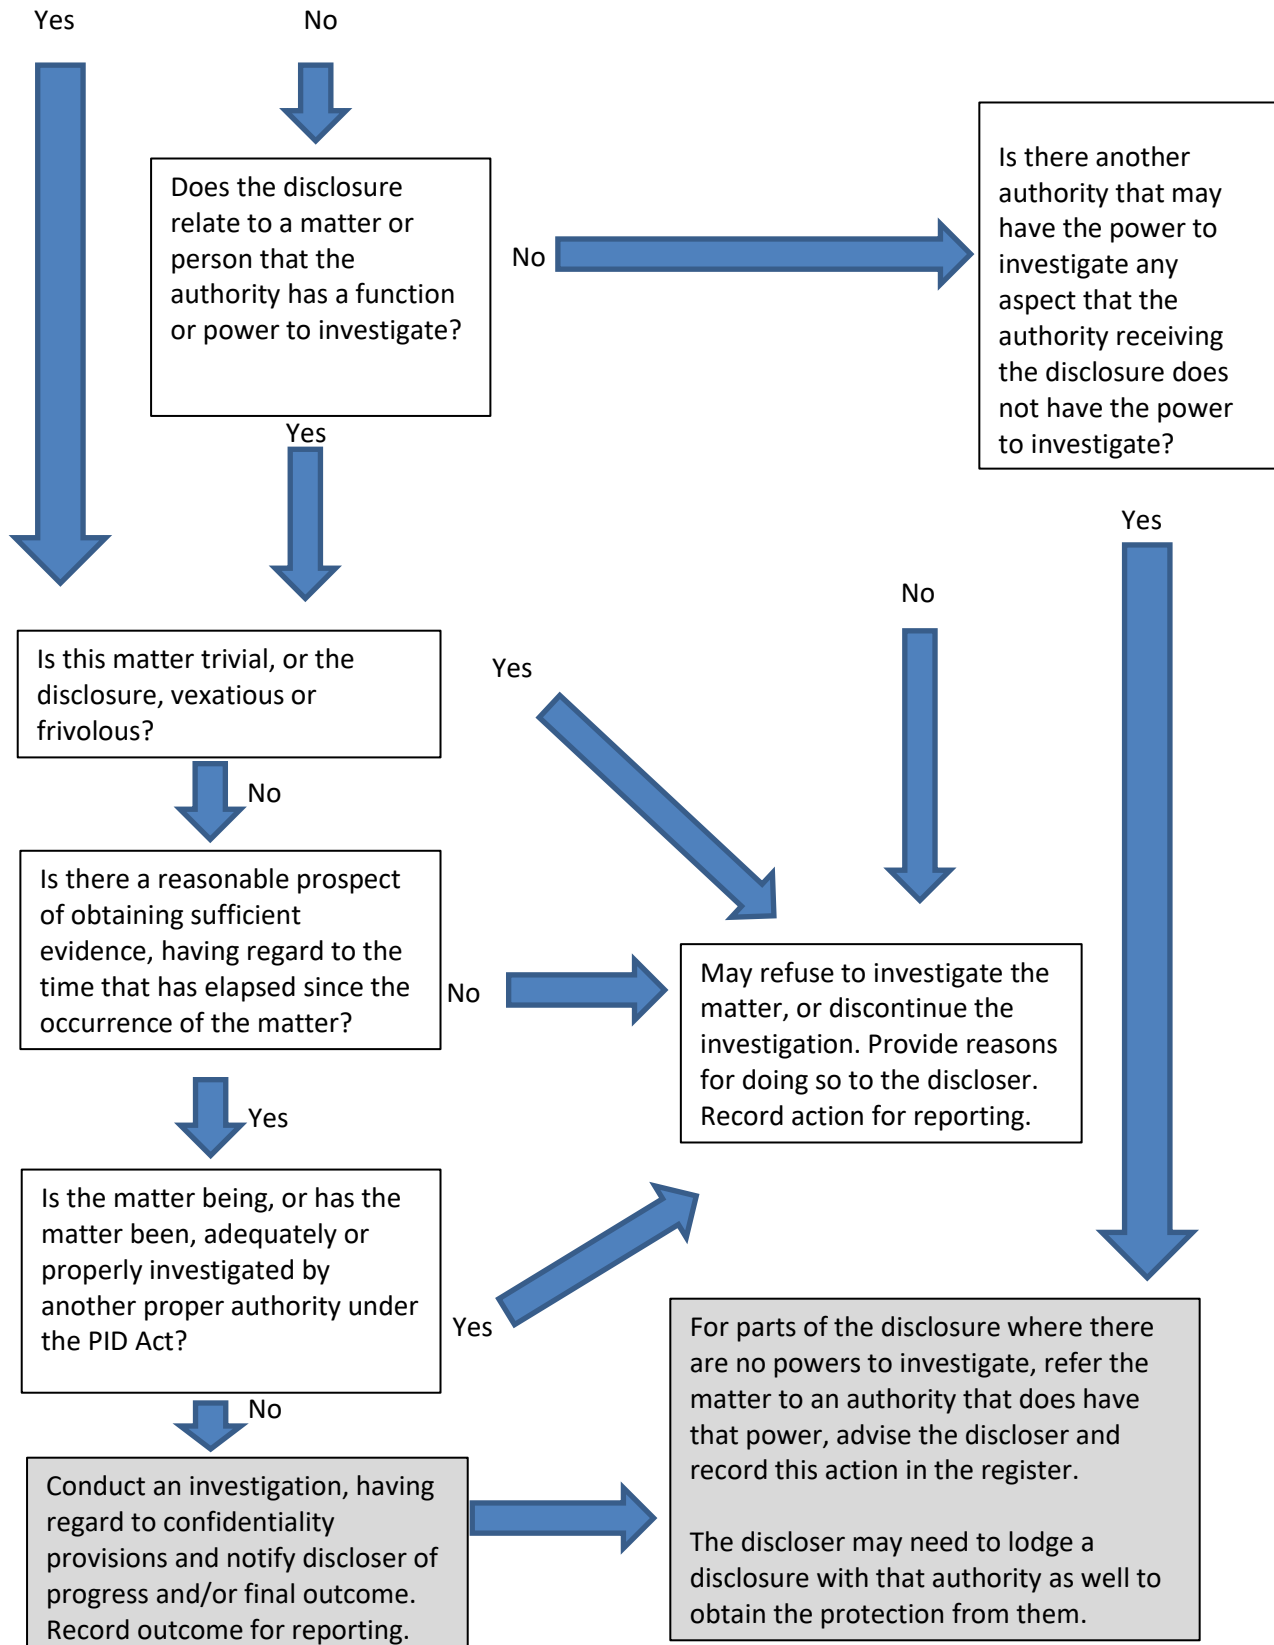 Yes
No
Does the disclosure
relate to a matter or
person that the
authority has a function
or power to investigate?
No
Is there another
authority that may
have the power to
investigate any
aspect that the
authority receiving
the disclosure does
not have the power
to investigate?
Yes
Yes
No
Is this matter trivial, or the
disclosure, vexatious or
frivolous?
Yes
No
Is there a reasonable prospect
of obtaining sufficient
evidence, having regard to the
time that has elapsed since the
occurrence of the matter?
No
May refuse to investigate the
matter, or discontinue the
investigation. Provide reasons
for doing so to the discloser.
Record action for reporting.
Yes
Is the matter being, or has the
matter been, adequately or
properly investigated by
another proper authority under
the PID Act?
Yes
No
For parts of the disclosure where there
are no powers to investigate, refer the
matter to an authority that does have
that power, advise the discloser and
record this action in the register.
The discloser may need to lodge a
disclosure with that authority as well to
obtain the protection from them.
Conduct an investigation, having
regard to confidentiality
provisions and notify discloser of
progress and/or final outcome.
Record outcome for reporting.